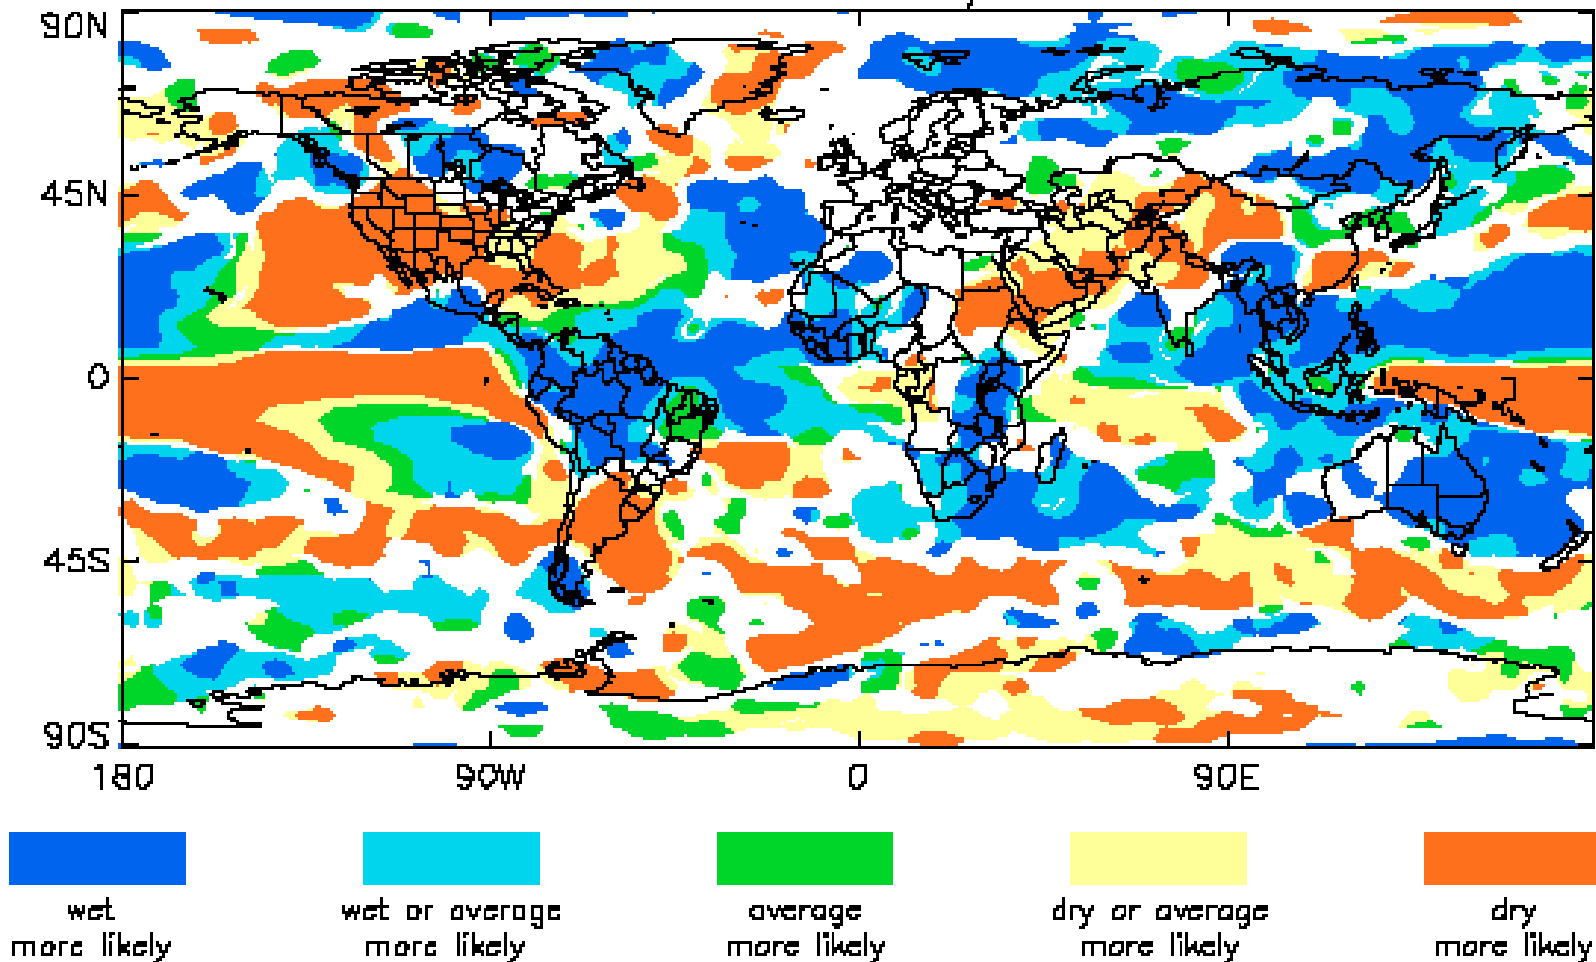 90N
45N
0
45S
90S
180 90W 0 90E
wet more likely
wet or average more likely
average more likely
dry or average more likely
dry more likely